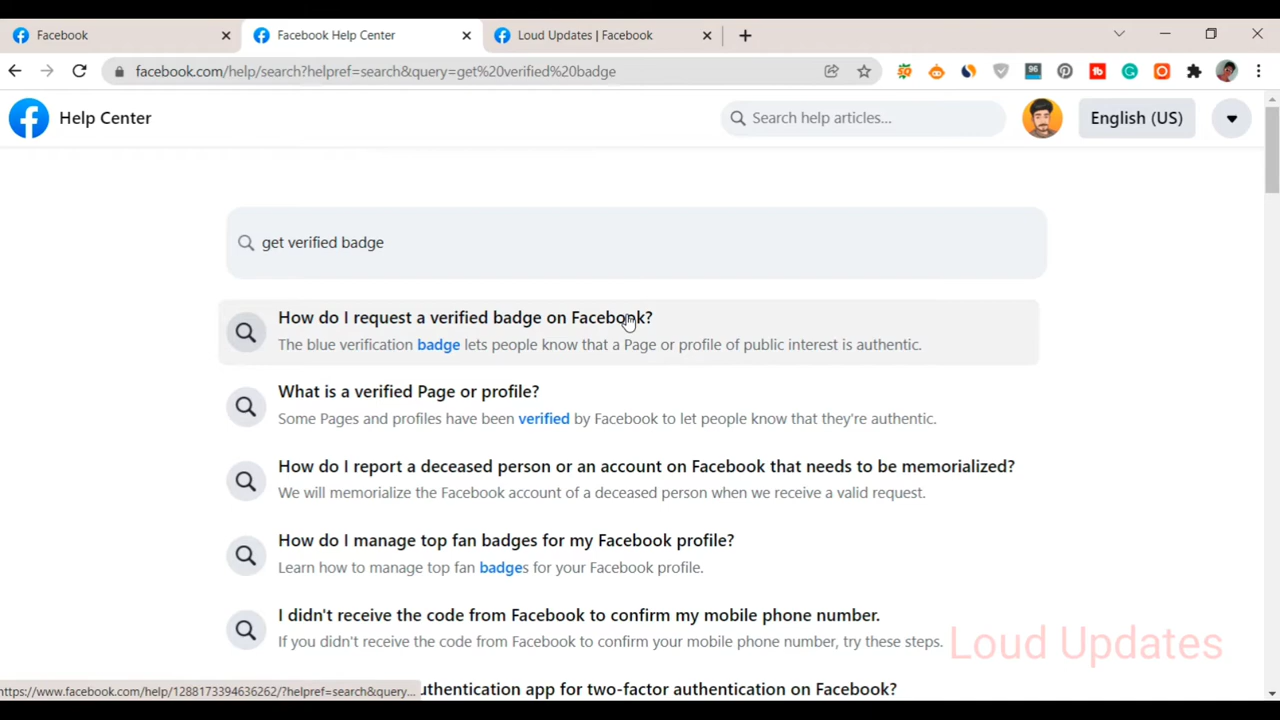 Facebook
Facebook Help Center
Loud Updates | Facebook
facebook.com/help/search?helpref=search&query=get%20verified%20badge
96
Help Center
Search help articles...
English (US)
get verified badge
How do I request a verified badge on Facebook?
The blue verification badge lets people know that a Page or profile of public interest is authentic.
What is a verified Page or profile?
Some Pages and profiles have been verified by Facebook to let people know that they're authentic.
How do I report a deceased person or an account on Facebook that needs to be memorialized?
We will memorialize the Facebook account of a deceased person when we receive a valid request.
How do I manage top fan badges for my Facebook profile?
Learn how to manage top fan badges for your Facebook profile.
I didn't receive the code from Facebook to confirm my mobile phone number.
If you didn't receive the code from Facebook to confirm your mobile phone number, try these steps.
Loud Updates
https://www.facebook.com/help/1288173394636262/?helpref=search&query...
uthentication app for two-factor authentication on Facebook?